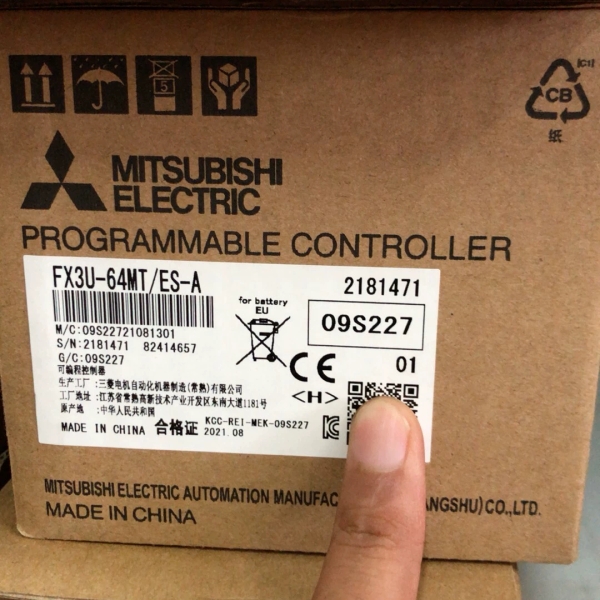 [C1]
5
CB
纸
MITSUBISHI
ELECTRIC
PROGRAMMABLE CONTROLLER
FX3U-64MT/ES-A
2181471
for battery
EU
09S227
M/C:09S22721081301
S/N:2181471 82414657
G/C:09S227
CE
01
可编程控制器
生产工厂:三菱电机自动化机器制造(常熟)有限公司
<H>
工厂地址:江苏省常熟高新技术产业开发区东南大道1181号
原产地:中华人民共和国
MADE IN CHINA 合格证 KCC-REI-MEK-09S227
2021.08
MITSUBISHI ELECTRIC AUTOMATION MANUFAC ANGSHU)CO.,LTD.
MADE IN CHINA